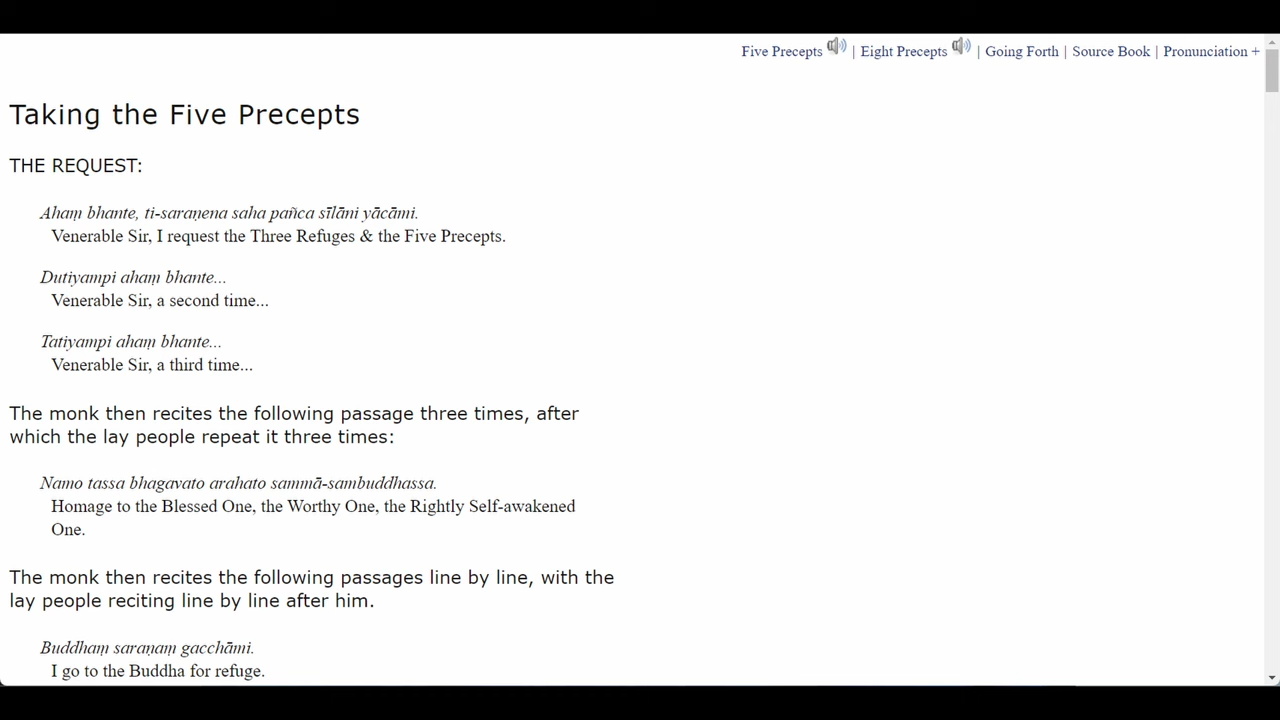 Five Precepts | Eight Precepts | Going Forth | Source Book | Pronunciation +
Taking the Five Precepts
THE REQUEST:
Ahaṃ bhante, ti-saraṇena saha pañca sīlāni yācāmi.
Venerable Sir, I request the Three Refuges & the Five Precepts.
Dutiyampi ahaṃ bhante...
Venerable Sir, a second time...
Tatiyampi ahaṃ bhante...
Venerable Sir, a third time...
The monk then recites the following passage three times, after
which the lay people repeat it three times:
Namo tassa bhagavato arahato sammā-sambuddhassa.
Homage to the Blessed One, the Worthy One, the Rightly Self-awakened
One.
The monk then recites the following passages line by line, with the
lay people reciting line by line after him.
Buddhaṃ saraṇaṃ gacchāmi.
I go to the Buddha for refuge.